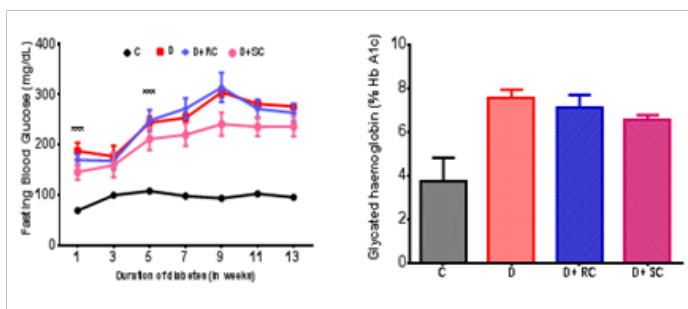 C D D+RC D+SC
Fasting Blood Glucose (mg/dL)
400
300
200
100
0
***
***
1 3 5 7 9 11 13
Duration of diabetes (in weeks)
Glycated haemoglobin (% Hb A1c)
10
8
6
4
2
0
C D D+ RC D+ SC